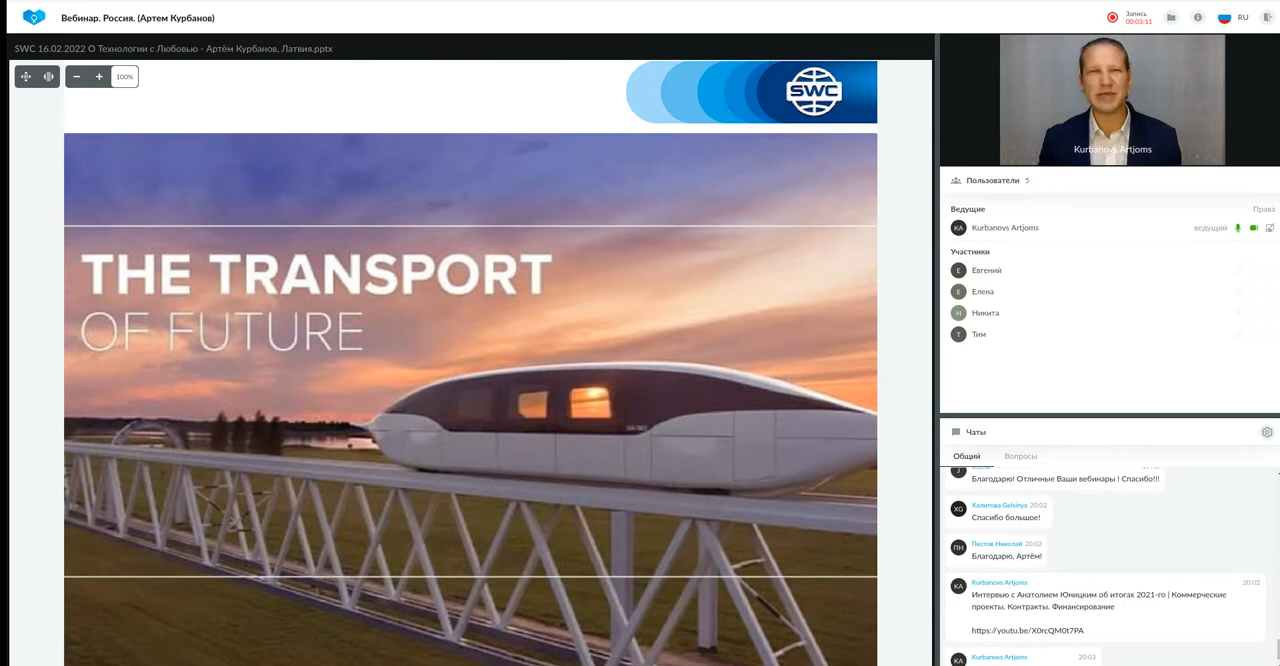 Вебинар. Россия. (Артем Курбанов)
Запись
00:03:11
RU
SWC 16.02.2022 О Технологии с Любовью - Артём Курбанов, Латвия.pptx
100%
SWC
THE TRANSPORT
OF FUTURE
Kurbanovs Artjoms
Пользователи 5
Ведущие Права
KA Kurbanovs Artjoms ведущий
Участники
Е Евгений
Е Елена
Н Никита
Т Тим
Чаты
Общий Вопросы
Благодарю! Отличные Ваши вебинары ! Спасибо!!!
XG Халитова Gelsinya 20:02
Спасибо большое!
ПН Пестов Николай 20:02
Благодарю, Артём!
KA Kurbanovs Artjoms 20:02
Интервью с Анатолием Юницким об итогах 2021-го | Коммерческие
проекты. Контракты. Финансирование
https://youtu.be/X0rcQM0t7PA
KA Kurbanovs Artjoms 20:03